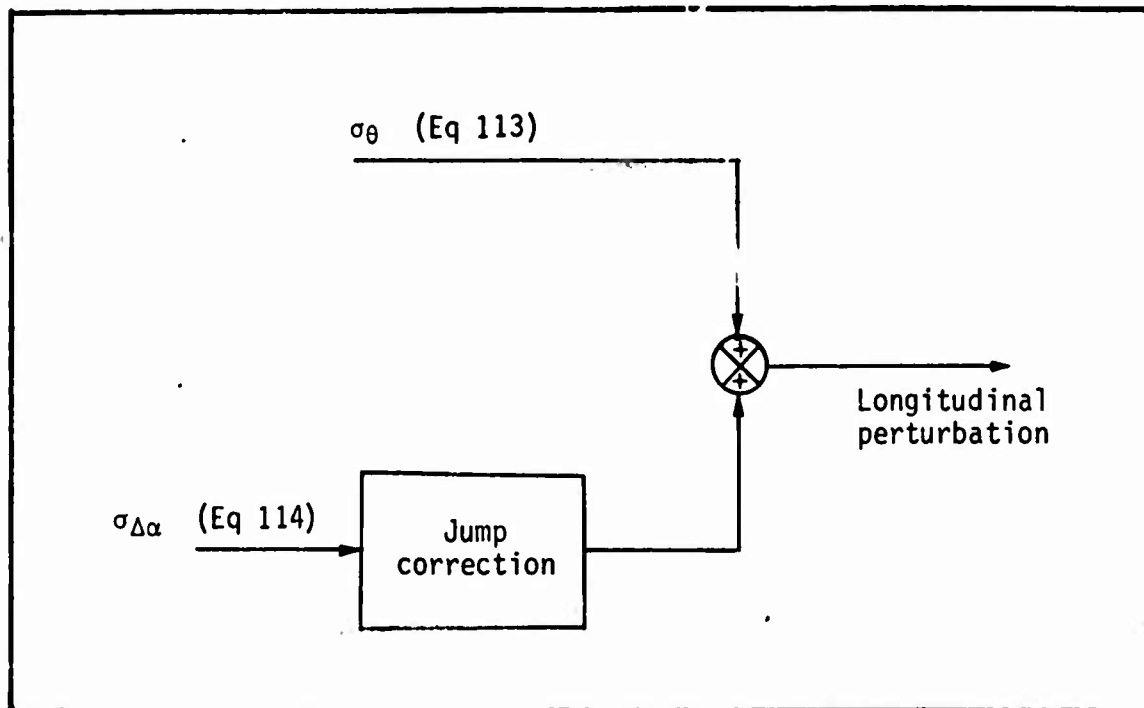 σθ (Eq 113)
+
+
Longitudinal
perturbation
σΔα (Eq 114)
Jump
correction